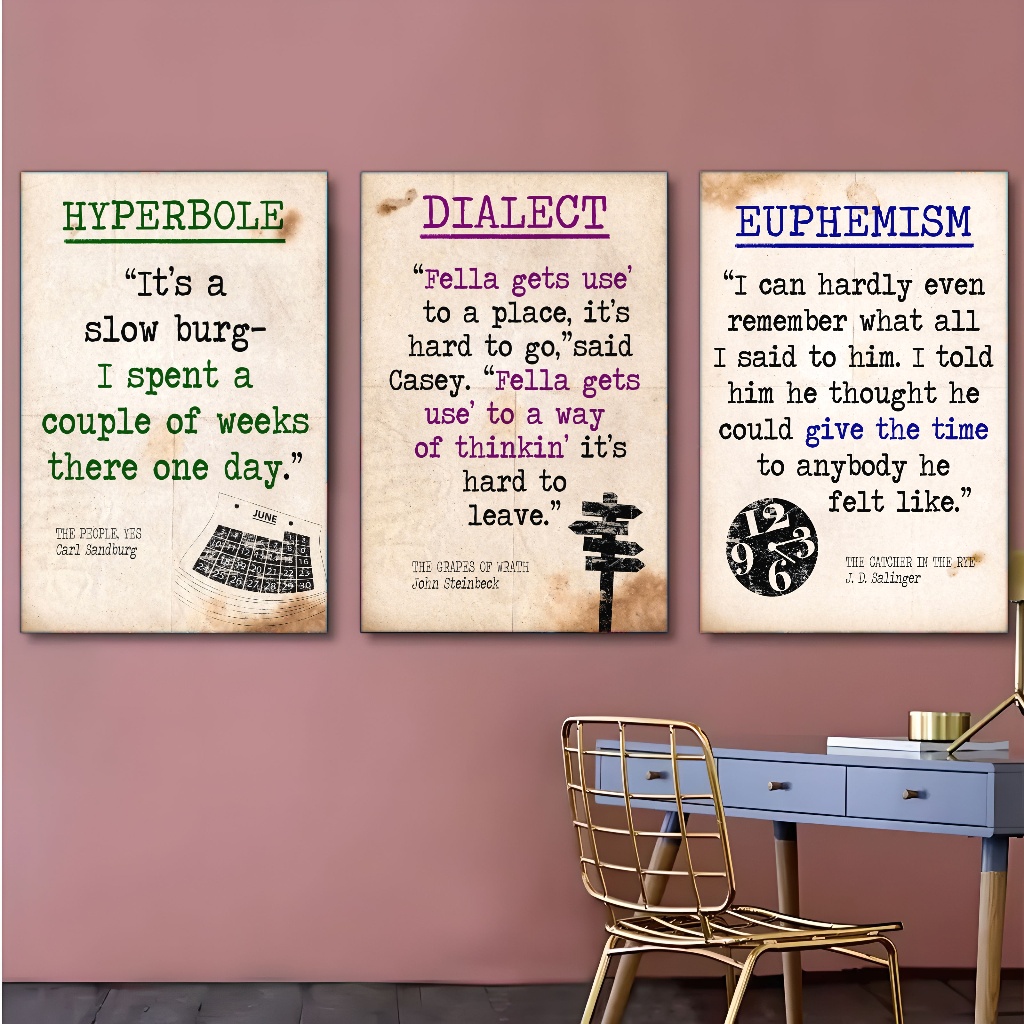 HYPERBOLE
“It’s a
slow burg–
I spent a
couple of weeks
there one day.”
THE PEOPLE, YES
Carl Sandburg
JUNE
DIALECT
“Fella gets use’
to a place, it’s
hard to go,”said
Casey. “Fella gets
use’ to a way
of thinkin’ it’s
hard to
leave.”
THE GRAPES OF WRATH
John Steinbeck
EUPHEMISM
“I can hardly even
remember what all
I said to him. I told
him he thought he
could give the time
to anybody he
felt like.”
12
9 3
6
THE CATCHER IN THE RYE
J. D. Salinger